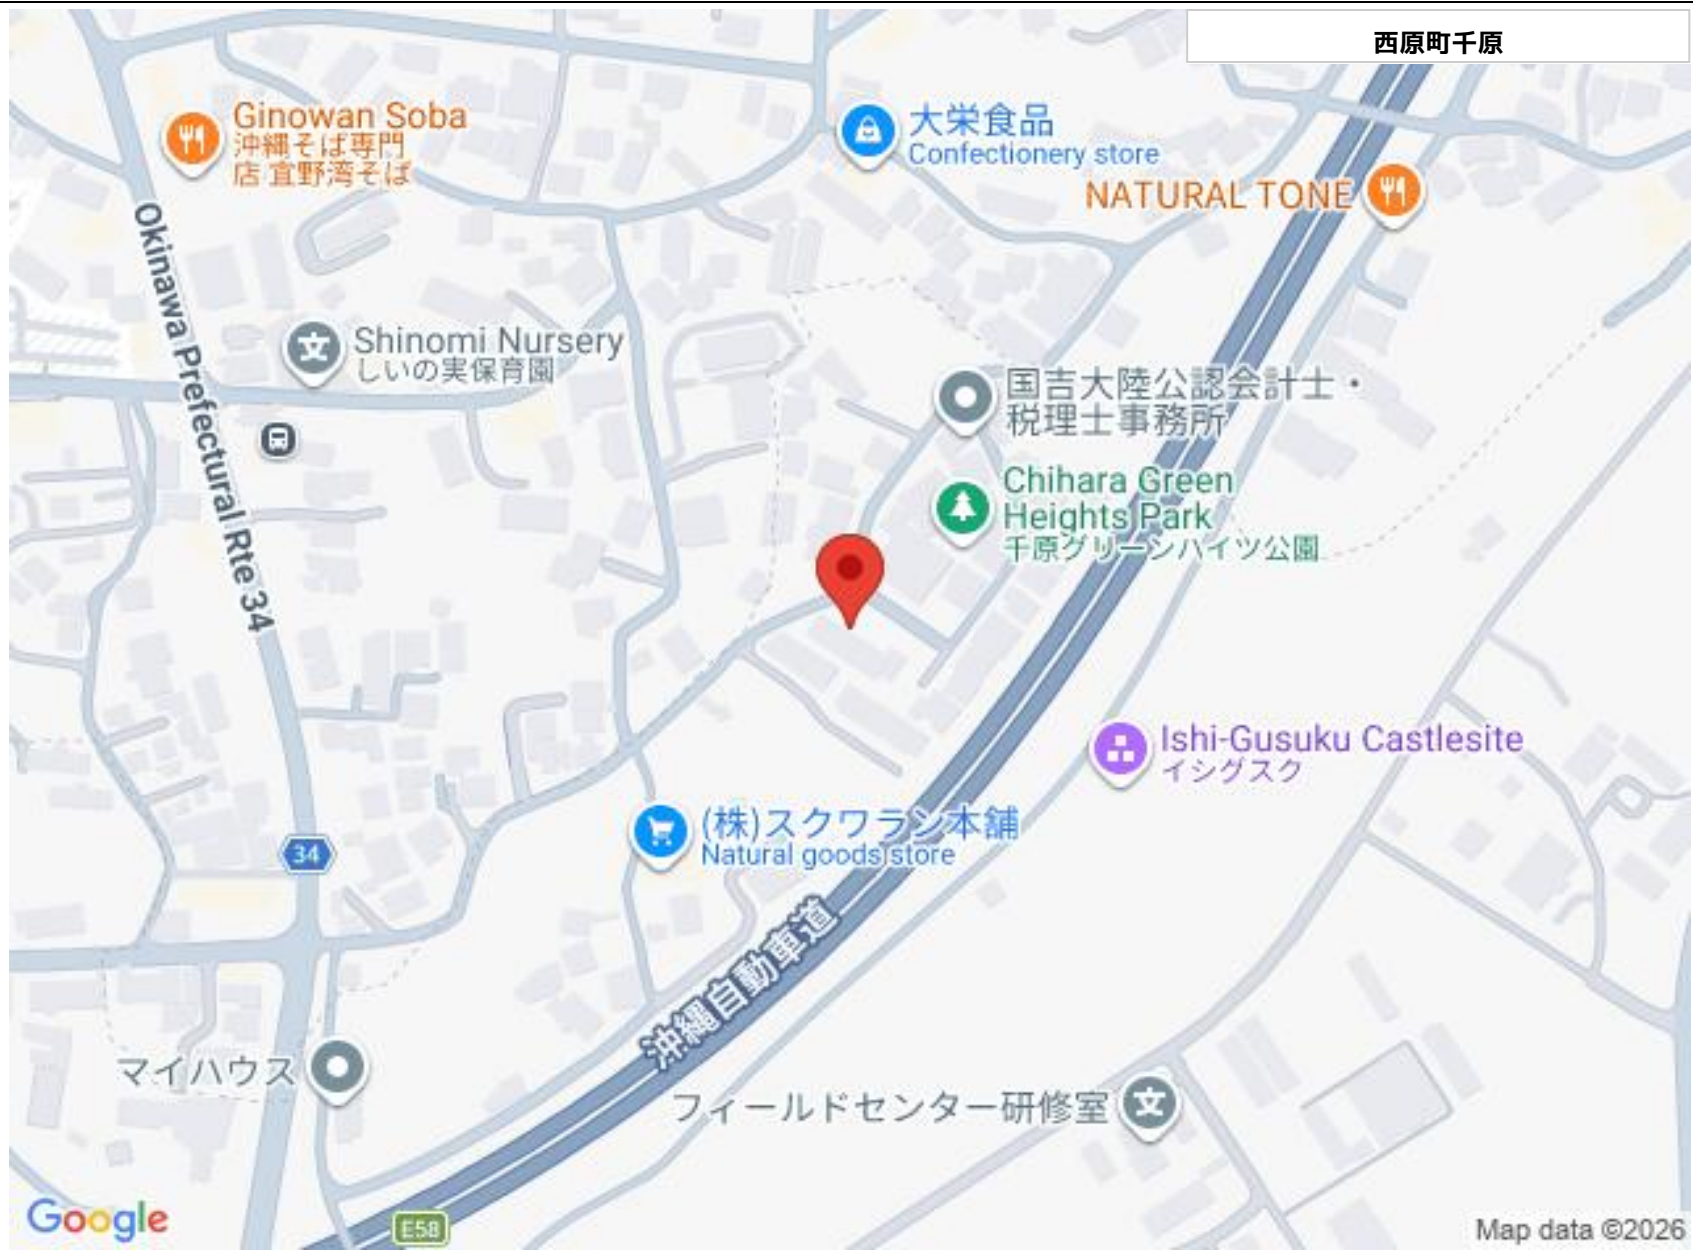 西原町千原
Ginowan Soba
沖縄そば専門
店 宜野湾そば
大栄食品
Confectionery store
NATURAL TONE
Okinawa Prefectural Rte 34
Shinomi Nursery
しいの実保育園
国吉大陸公認会計士・
税理士事務所
Chihara Green
Heights Park
千原グリーンハイツ公園
Ishi-Gusuku Castlesite
イシグスク
(株)スクワラン本舗
Natural goods store
34
沖縄自動車道
マイハウス
フィールドセンター研修室
Google
E58
Map data ©2026